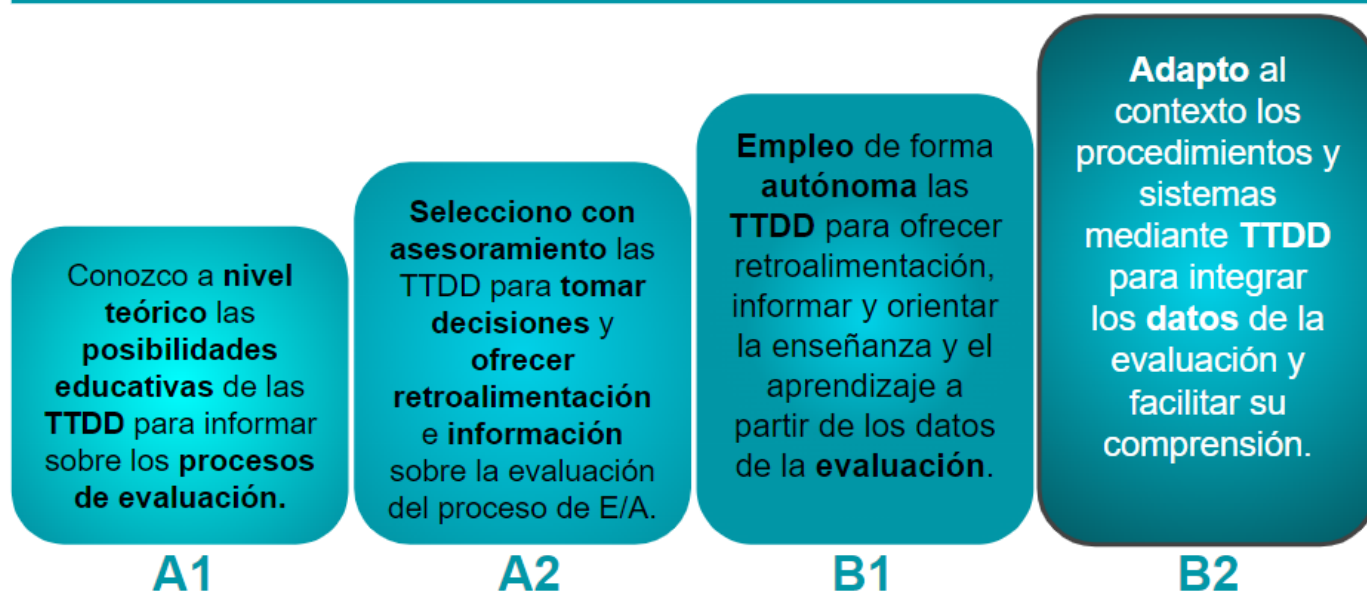 Conozco a nivel
teórico las
posibilidades
educativas de las
TTDD para informar
sobre los procesos
de evaluación.
A1
Selecciono con
asesoramiento las
TTDD para tomar
decisiones y
ofrecer
retroalimentación
e información
sobre la evaluación
del proceso de E/A.
A2
Empleo de forma
autónoma las
TTDD para ofrecer
retroalimentación,
informar y orientar
la enseñanza y el
aprendizaje a
partir de los datos
de la evaluación.
B1
Adapto al
contexto los
procedimientos y
sistemas
mediante TTDD
para integrar
los datos de la
evaluación y
facilitar su
comprensión.
B2